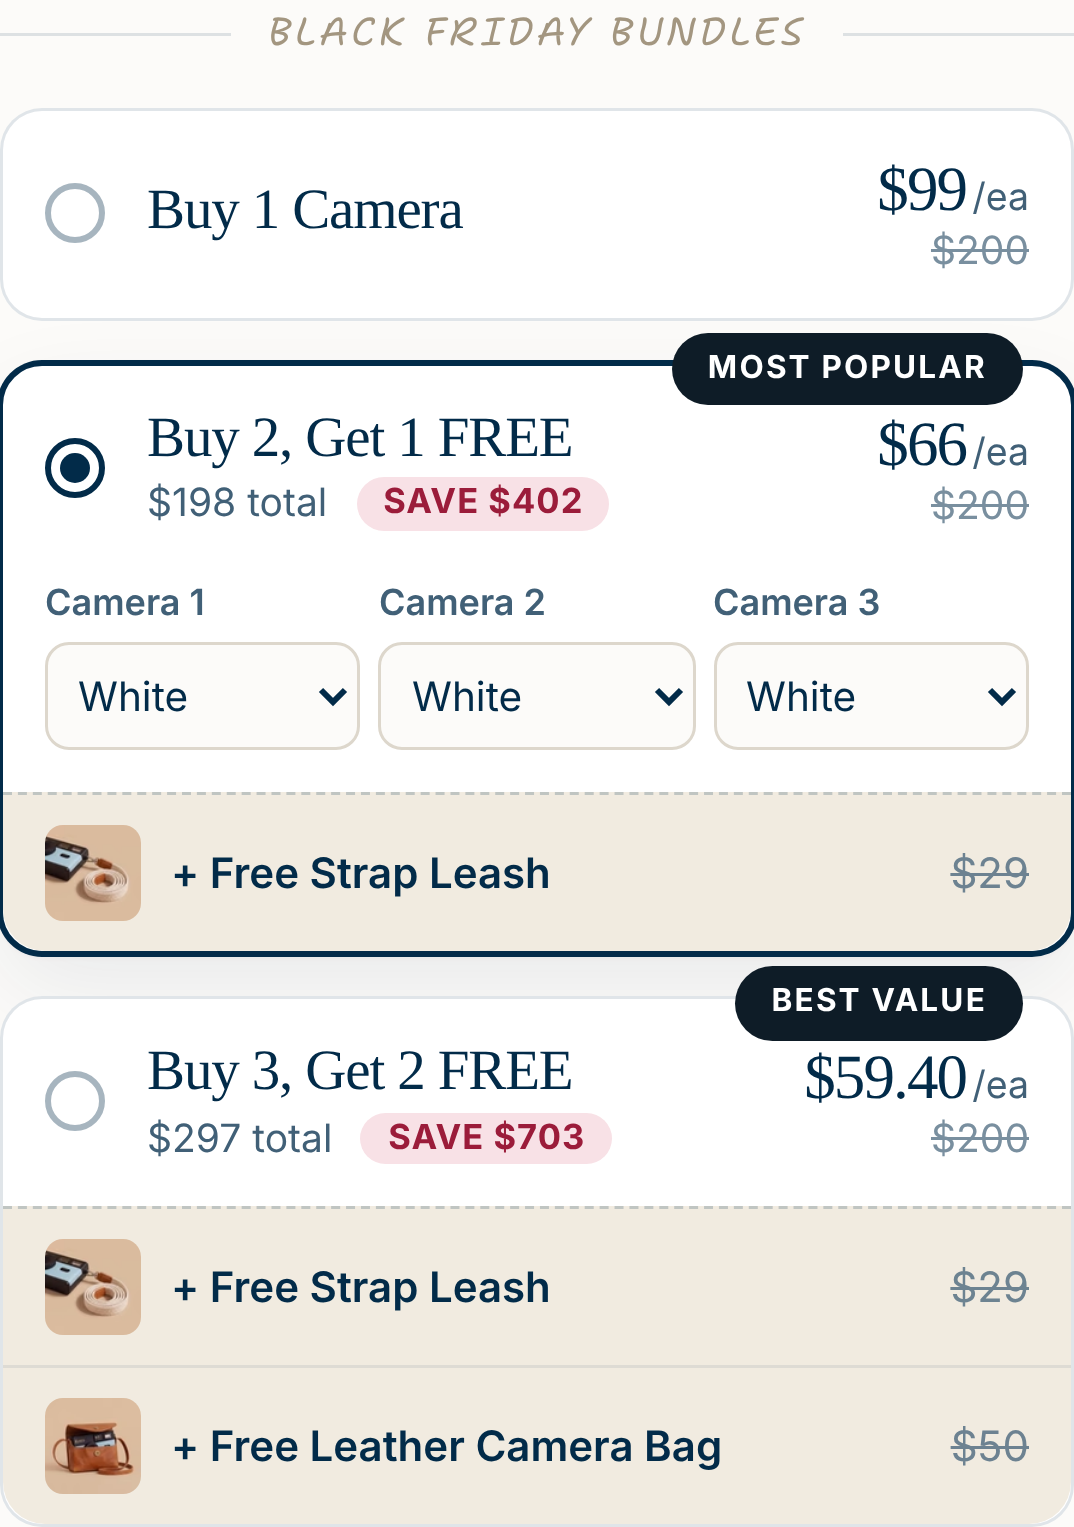 BLACK FRIDAY BUNDLES
Buy 1 Camera
$99/ea
$200
MOST POPULAR
Buy 2, Get 1 FREE
$66/ea
$198 total SAVE $402
$200
Camera 1 Camera 2 Camera 3
White White White
+ Free Strap Leash $29
BEST VALUE
Buy 3, Get 2 FREE
$59.40/ea
$297 total SAVE $703
$200
+ Free Strap Leash $29
+ Free Leather Camera Bag $50